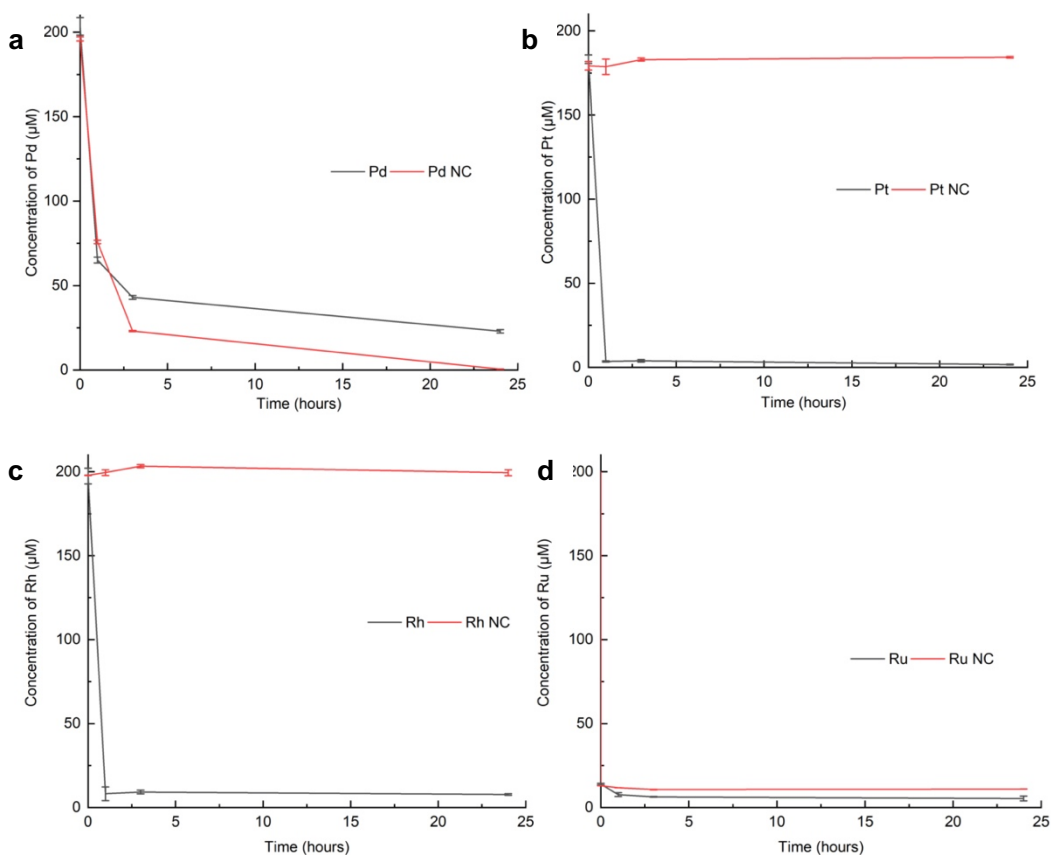 a
200
150
100
50
0
Concentration of Pd (µM)
Pd Pd NC
0 5 10 15 20 25
Time (hours)
b
200
150
100
50
0
Concentration of Pt (µM)
Pt Pt NC
0 5 10 15 20 25
Time (hours)
c
200
150
100
50
0
Concentration of Rh (µM)
Rh Rh NC
0 5 10 15 20 25
Time (hours)
d
200
150
100
50
0
Concentration of Ru (µM)
Ru Ru NC
0 5 10 15 20 25
Time (hours)